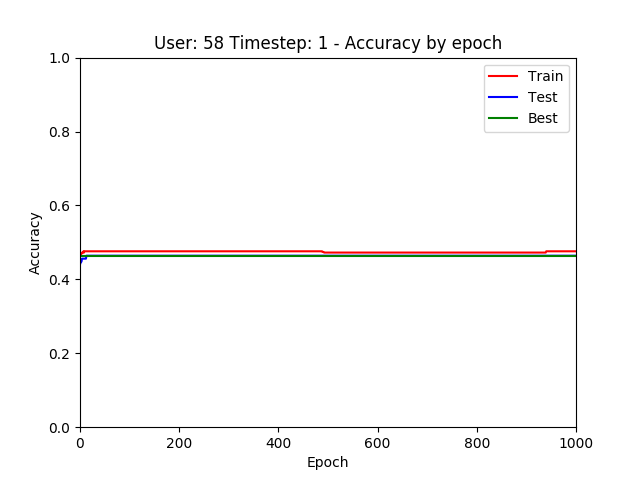 User: 58 Timestep: 1 - Accuracy by epoch
1.0
0.8
0.6
0.4
0.2
0.0
Accuracy
Train
Test
Best
0 200 400 600 800 1000
Epoch